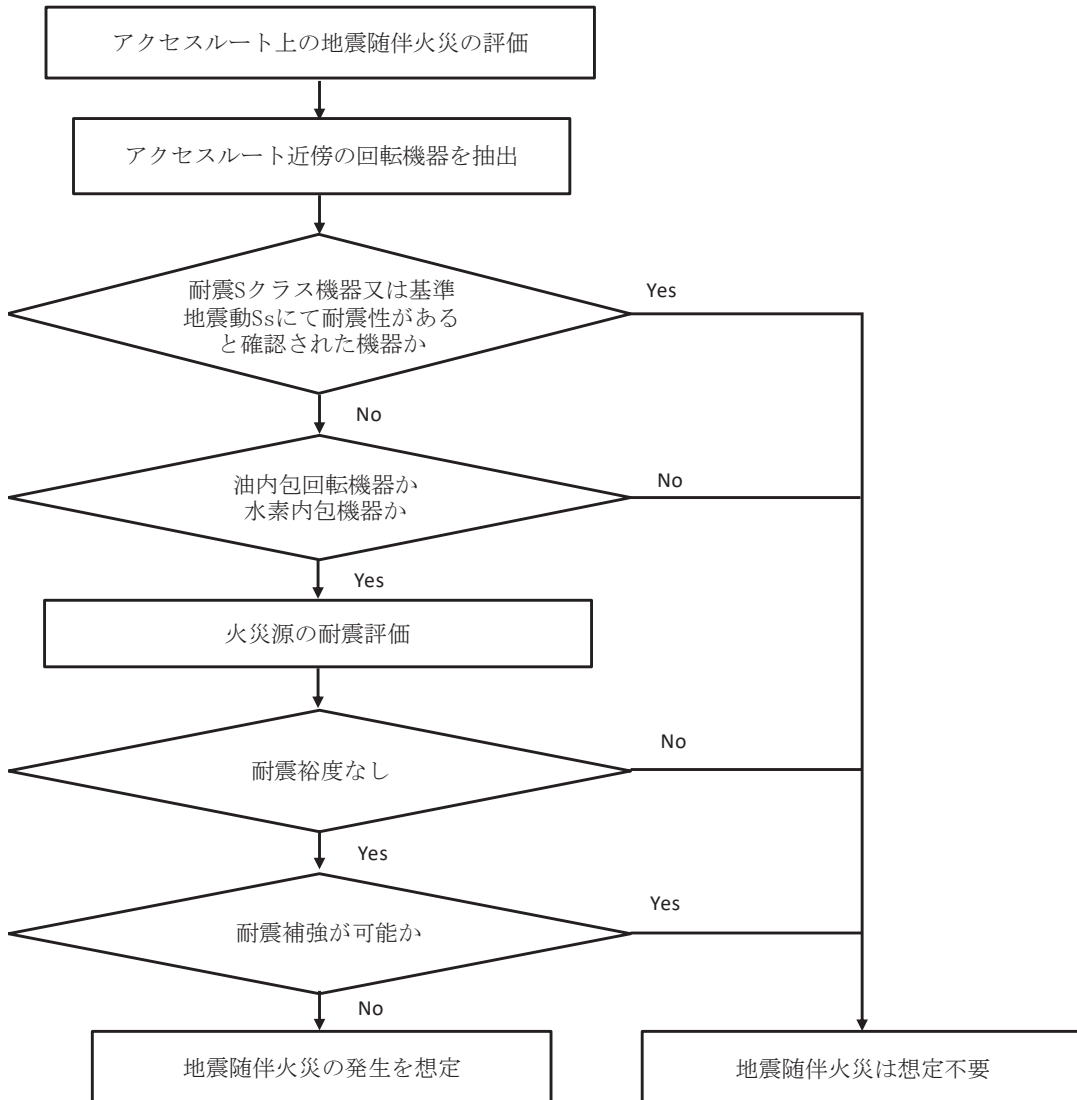 アクセスルート上の地震随伴火災の評価
アクセスルート近傍の回転機器を抽出
耐震Sクラス機器又は基準
地震動Ssにて耐震性がある
と確認された機器か
Yes
No
油内包回転機器か
水素内包機器か
No
Yes
火災源の耐震評価
耐震裕度なし
No
Yes
耐震補強が可能か
Yes
No
地震随伴火災の発生を想定
地震随伴火災は想定不要